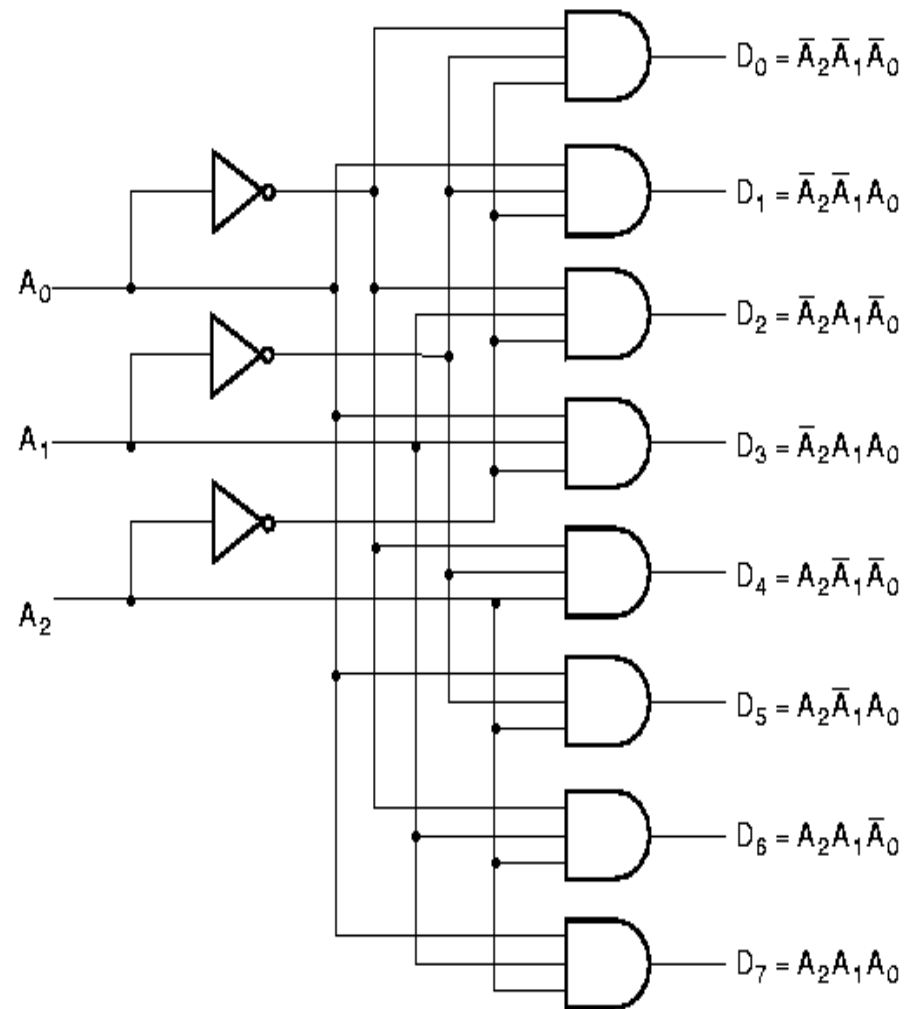 D₀ = A̅₂A̅₁A̅₀
D₁ = A̅₂A̅₁A₀
A₀
D₂ = A̅₂A₁A̅₀
A₁
D₃ = A̅₂A₁A₀
D₄ = A₂A̅₁A̅₀
A₂
D₅ = A₂A̅₁A₀
D₆ = A₂A₁A̅₀
D₇ = A₂A₁A₀